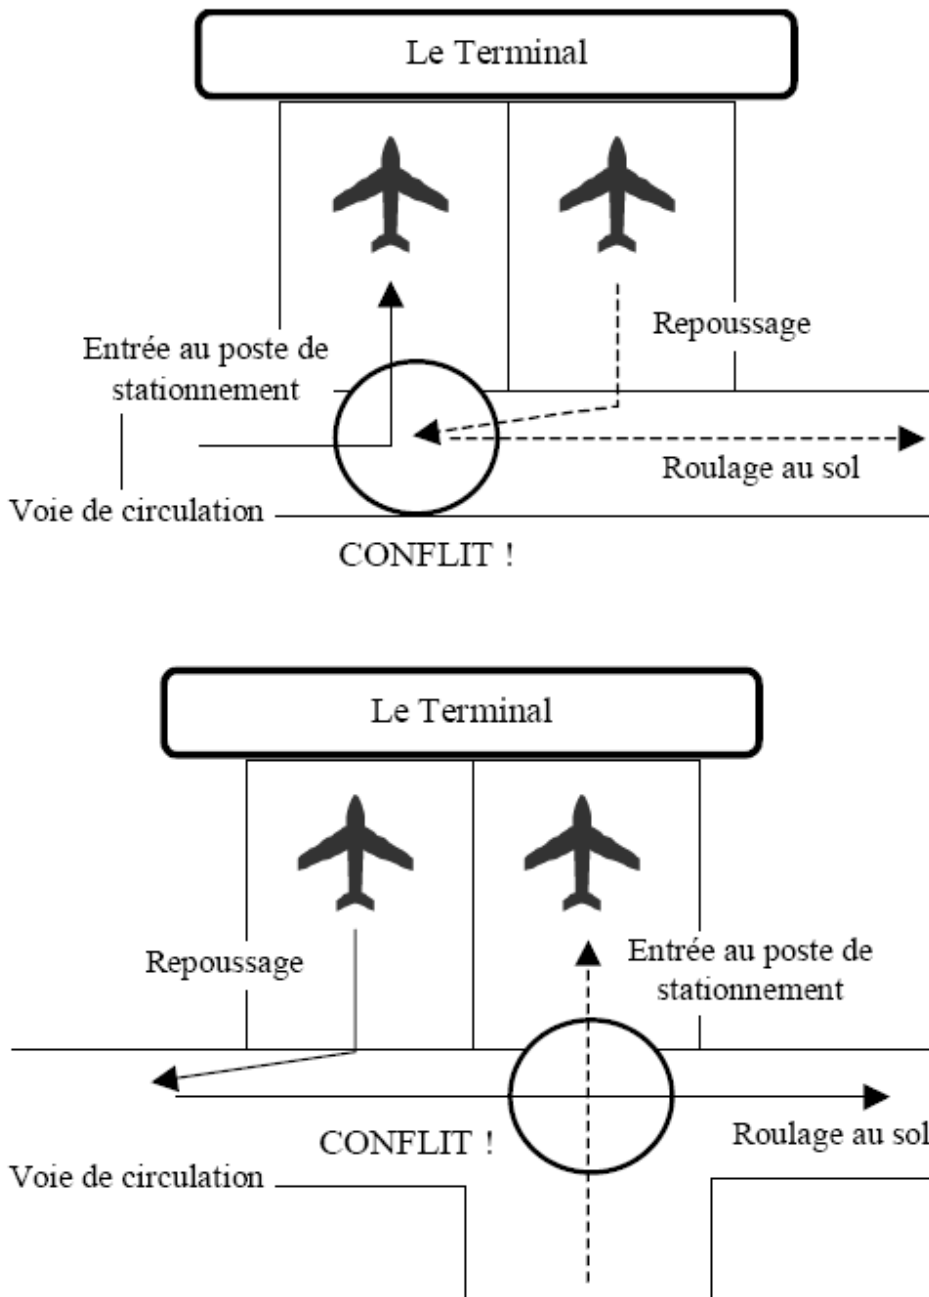 Le Terminal
Repoussage
Entrée au poste de
stationnement
Roulage au sol
Voie de circulation
CONFLIT !
Le Terminal
Repoussage
Entrée au poste de
stationnement
CONFLIT !
Roulage au sol
Voie de circulation